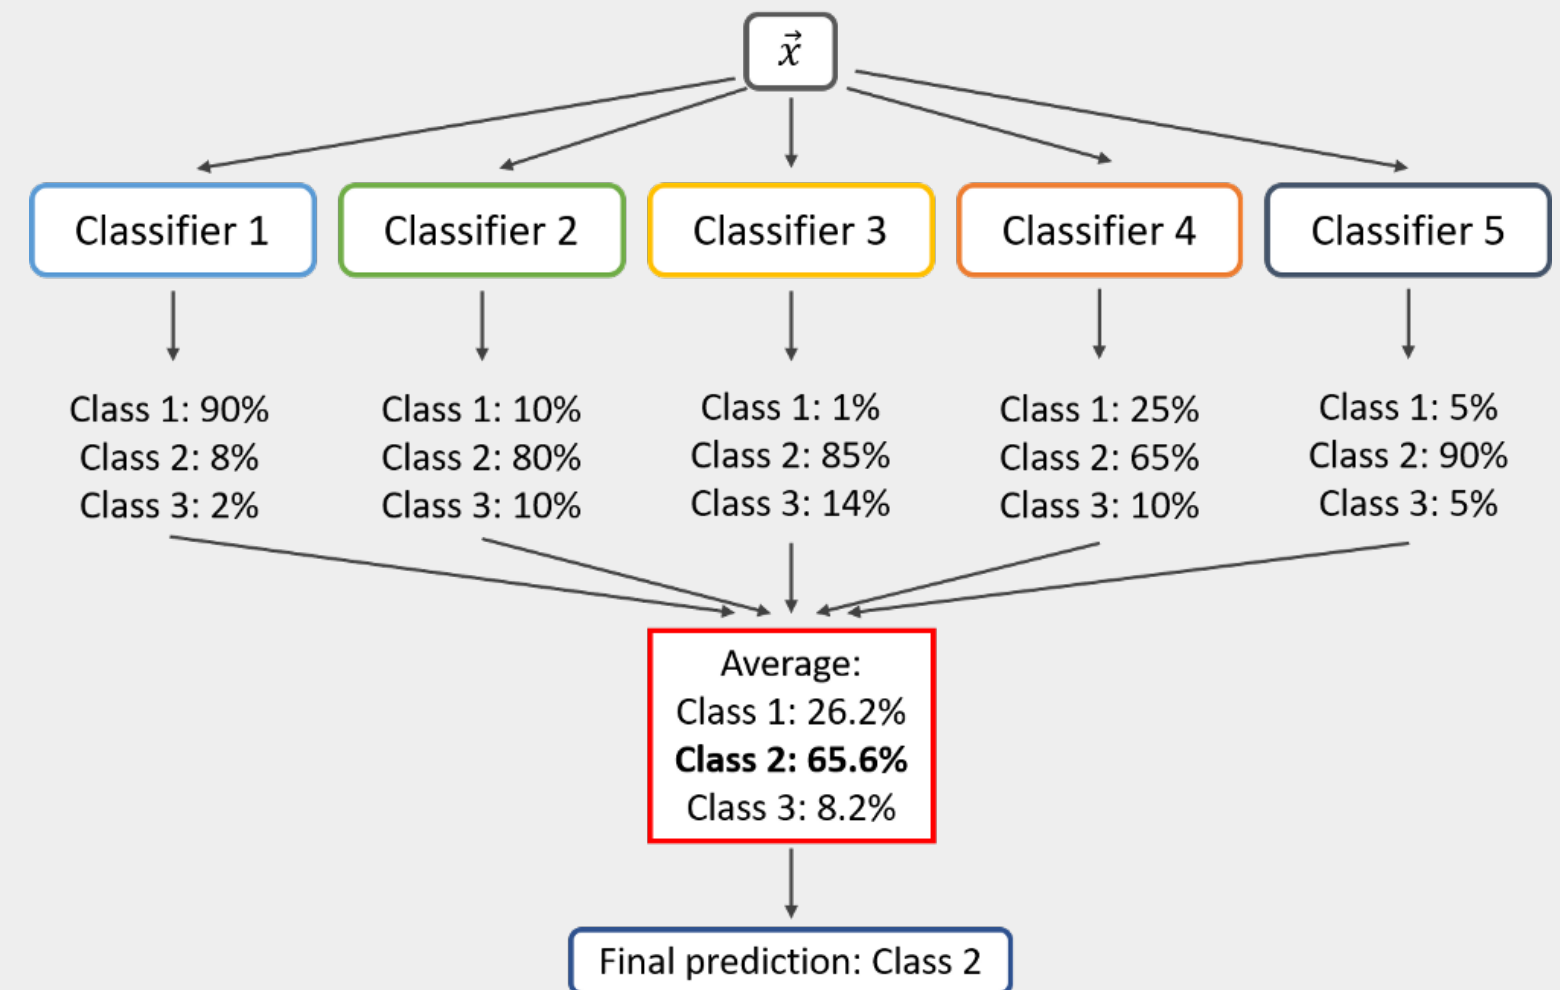 x⃗
Classifier 1
Classifier 2
Classifier 3
Classifier 4
Classifier 5
Class 1: 90%
Class 2: 8%
Class 3: 2%
Class 1: 10%
Class 2: 80%
Class 3: 10%
Class 1: 1%
Class 2: 85%
Class 3: 14%
Class 1: 25%
Class 2: 65%
Class 3: 10%
Class 1: 5%
Class 2: 90%
Class 3: 5%
Average:
Class 1: 26.2%
Class 2: 65.6%
Class 3: 8.2%
Final prediction: Class 2